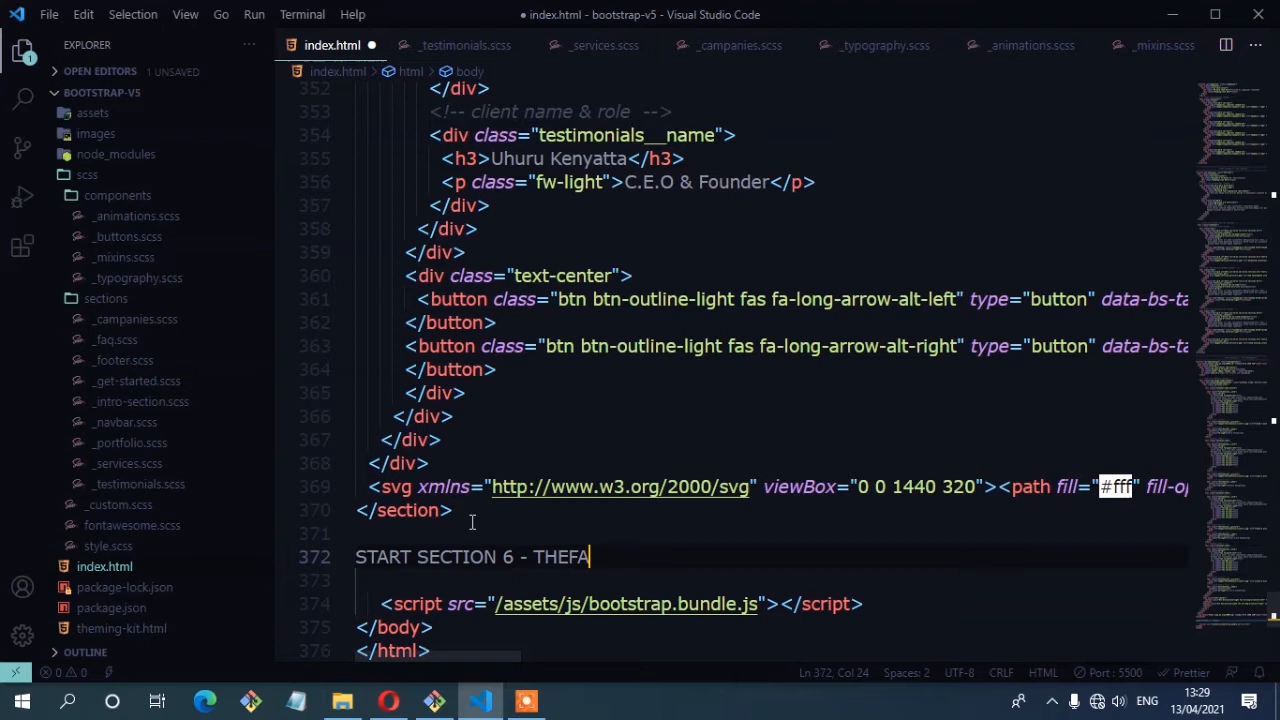 File Edit Selection View Go Run Terminal Help
● index.html - bootstrap-v5 - Visual Studio Code
EXPLORER
index.html
_testimonials.scss
_services.scss
_campanies.scss
_typography.scss
_animations.scss
_mixins.scss
index.html > html > body
OPEN EDITORS 1 UNSAVED
BOOTSTRAP-V5
assets
images
node_modules
scss
components
_animations.scss
_buttons.scss
_mixins.scss
_typography.scss
sections
_campanies.scss
_faq.scss
_footer.scss
_get-started.scss
_intro-section.scss
_navbar.scss
_portfolio.scss
_services.scss
_testimonials.scss
_custom.scss
fontawesome.scss
style.scss
index.html
package-lock.json
package.json
theming-kit.html
OUTLINE
352 </div>
353 <!-- client name & role -->
354 <div class="testimonials__name">
355 <h3>Uhuru Kenyatta</h3>
356 <p class="fw-light">C.E.O & Founder</p>
357 </div>
358 </div>
359 </div>
360 <div class="text-center">
361 <button class="btn btn-outline-light fas fa-long-arrow-alt-left" type="button" data-bs-ta
362 </button>
363 <button class="btn btn-outline-light fas fa-long-arrow-alt-right" type="button" data-bs-ta
364 </button>
365 </div>
366 </div>
367 </div>
368 </div>
369 <svg xmlns="http://www.w3.org/2000/svg" viewBox="0 0 1440 320"><path fill="#fff" fill-op
370 </section>
371
372 START SECTION 6 - THEFA
373
374 <script src="/assets/js/bootstrap.bundle.js"></script>
375 </body>
376 </html>
0 0
Ln 372, Col 24 Spaces: 2 UTF-8 CRLF HTML Port : 5500 Prettier
1
ENG
13:29
13/04/2021